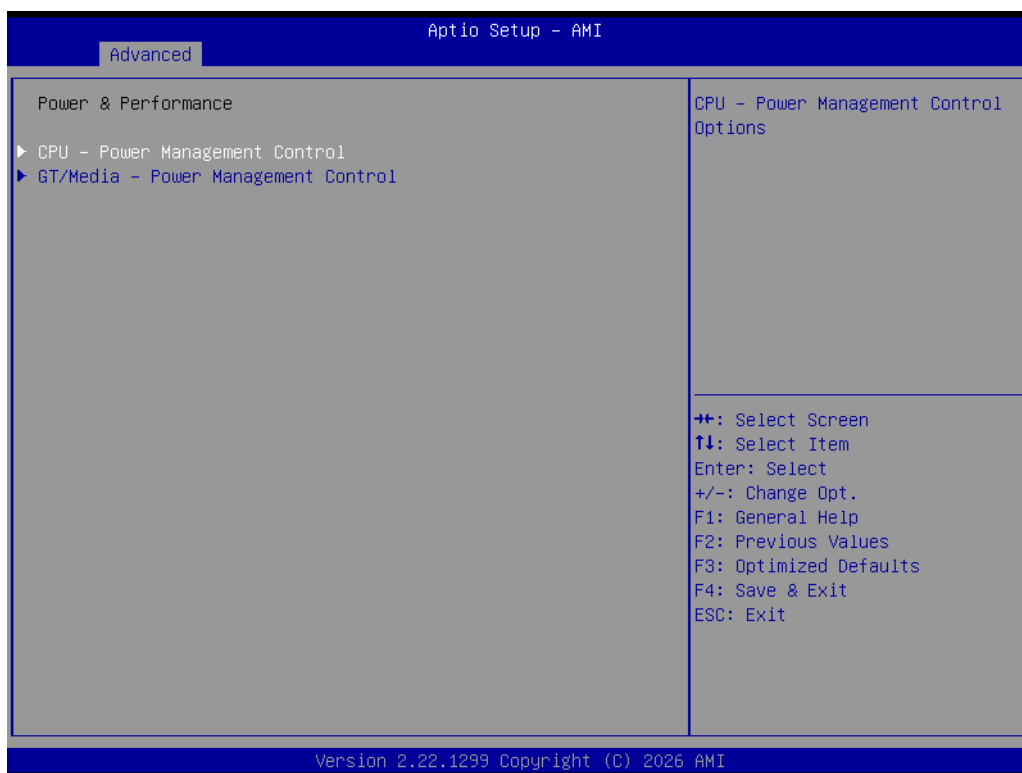 Aptio Setup – AMI
Advanced
Power & Performance
▶ CPU – Power Management Control
▶ GT/Media – Power Management Control
CPU – Power Management Control
Options
→←: Select Screen
↑↓: Select Item
Enter: Select
+/-: Change Opt.
F1: General Help
F2: Previous Values
F3: Optimized Defaults
F4: Save & Exit
ESC: Exit
Version 2.22.1299 Copyright (C) 2026 AMI